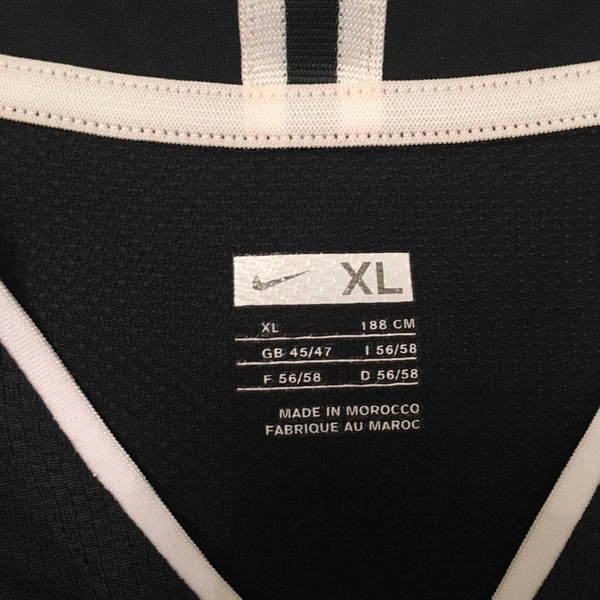 XL
XL 188 CM
GB 45/47 I 56/58
F 56/58 D 56/58
MADE IN MOROCCO
FABRIQUE AU MAROC